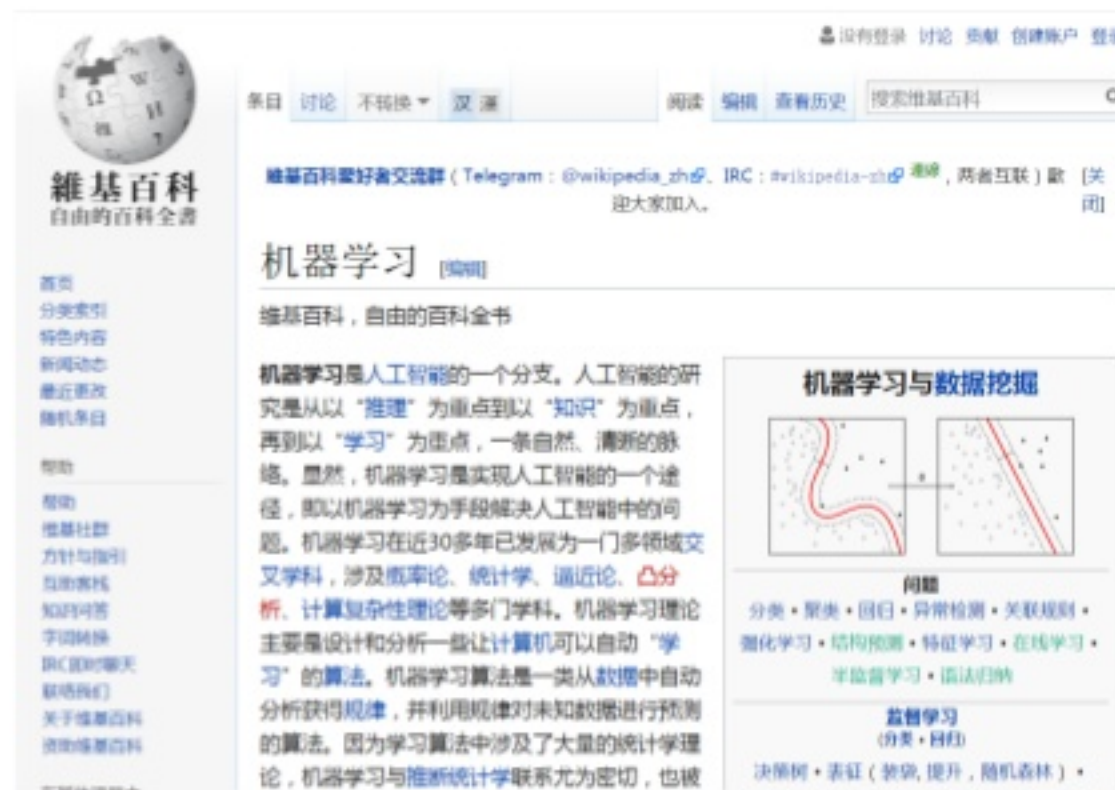 没有登录 讨论 贡献 创建账户
条目 讨论 不转换 汉 漢
阅读 编辑 查看历史 搜索维基百科
維基百科
自由的百科全書
維基百科愛好者交流群 ( Telegram : @wikipedia_zh、IRC : #wikipedia-zh 連線 , 两者互联 ) 歡 [关
迎大家加入。 闭]
机器学习 [编辑]
维基百科，自由的百科全书
首页
分类索引
特色内容
新闻动态
最近更改
随机条目
帮助
帮助
维基社群
方针与指引
互助客栈
知识问答
字词转换
IRC即时聊天
联络我们
关于维基百科
资助维基百科
机器学习是人工智能的一个分支。人工智能的研
究是从以“推理”为重点到以“知识”为重点，
再到以“学习”为重点，一条自然、清晰的脉
络。显然，机器学习是实现人工智能的一个途
径，即以机器学习为手段解决人工智能中的问
题。机器学习在近30多年已发展为一门多领域交
叉学科，涉及概率论、统计学、逼近论、凸分
析、计算复杂性理论等多门学科。机器学习理论
主要是设计和分析一些让计算机可以自动“学
习”的算法。机器学习算法是一类从数据中自动
分析获得规律，并利用规律对未知数据进行预测
的算法。因为学习算法中涉及了大量的统计学理
论，机器学习与推断统计学联系尤为密切，也被
机器学习与数据挖掘
问题
分类 • 聚类 • 回归 • 异常检测 • 关联规则 •
强化学习 • 结构预测 • 特征学习 • 在线学习 •
半监督学习 • 语法归纳
监督学习
(分类 • 回归)
决策树 • 表征 ( 装袋, 提升，随机森林 ) •